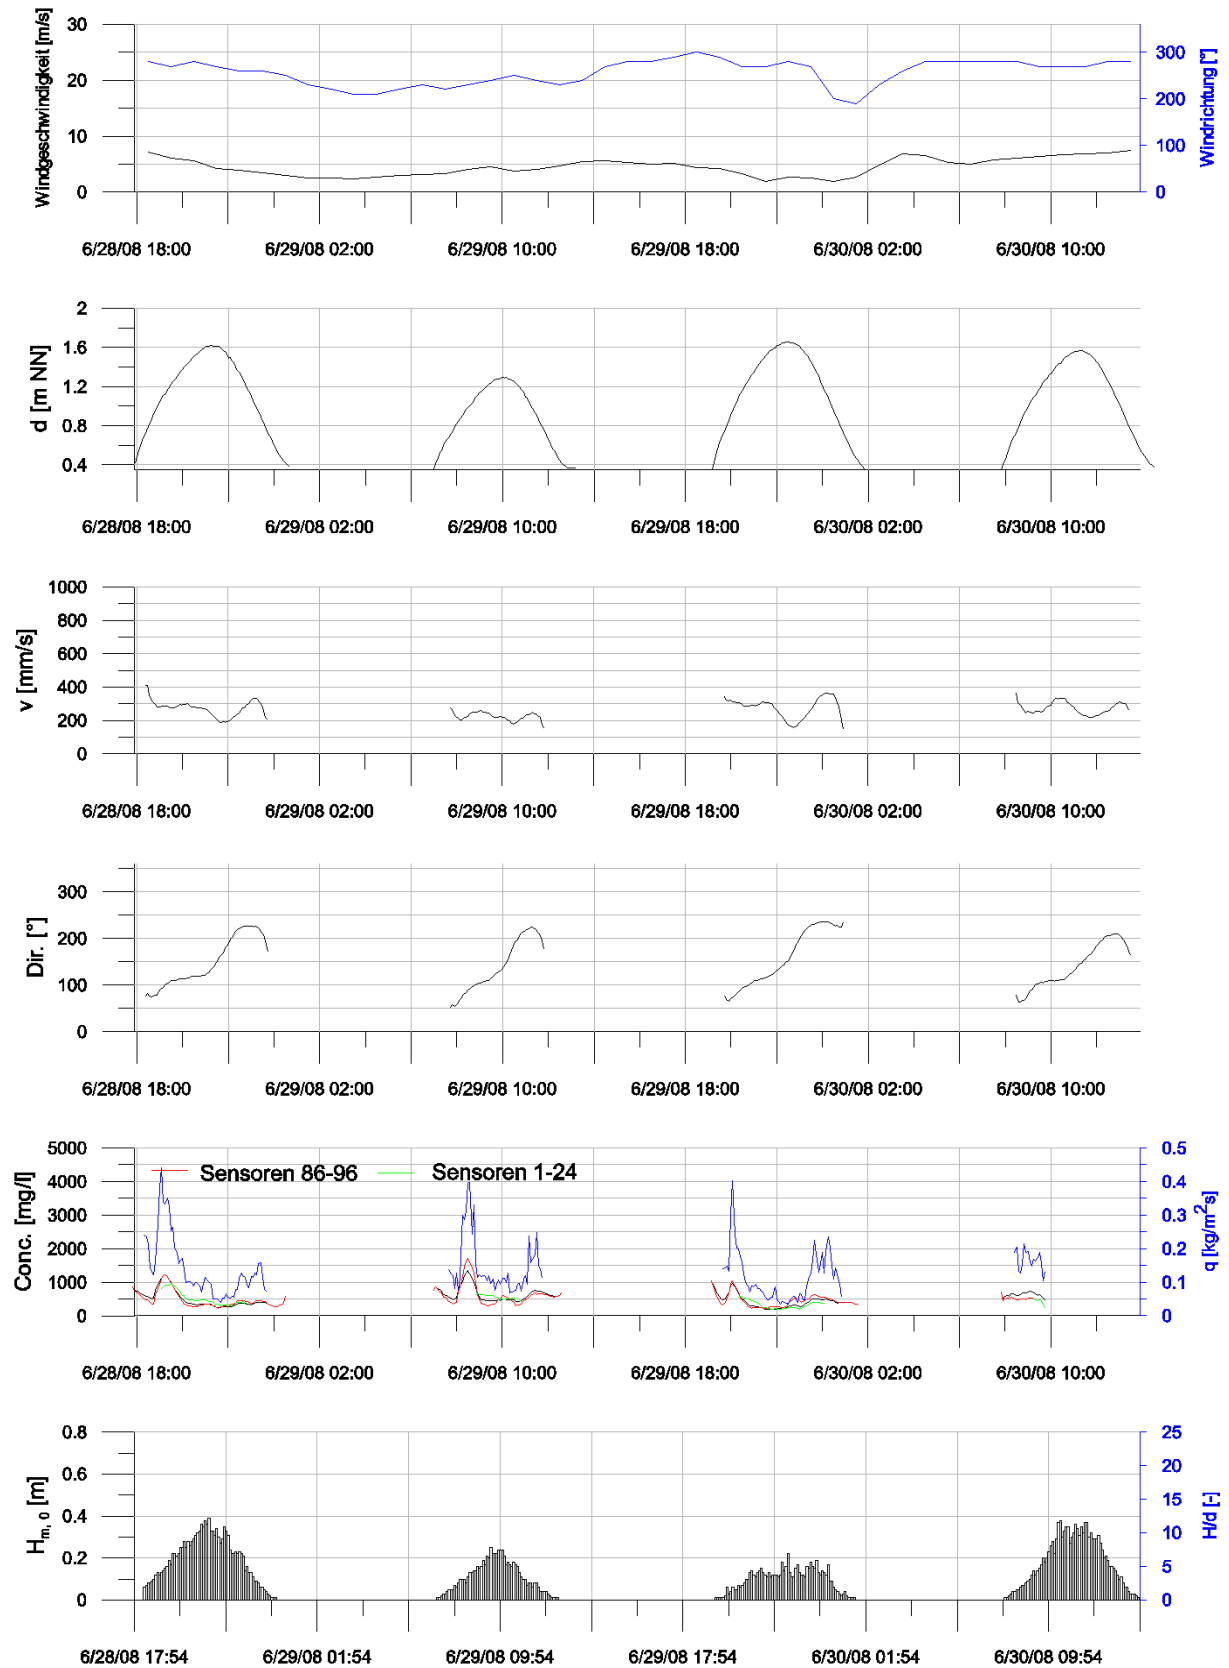 Windgeschwindigkeit [m/s]
30
20
10
0
300
200
100
0
Windrichtung [°]
6/28/08 18:00 6/29/08 02:00 6/29/08 10:00 6/29/08 18:00 6/30/08 02:00 6/30/08 10:00
d [m NN]
2
1.6
1.2
0.8
0.4
6/28/08 18:00 6/29/08 02:00 6/29/08 10:00 6/29/08 18:00 6/30/08 02:00 6/30/08 10:00
v [mm/s]
1000
800
600
400
200
0
6/28/08 18:00 6/29/08 02:00 6/29/08 10:00 6/29/08 18:00 6/30/08 02:00 6/30/08 10:00
Dir. [°]
300
200
100
0
6/28/08 18:00 6/29/08 02:00 6/29/08 10:00 6/29/08 18:00 6/30/08 02:00 6/30/08 10:00
Conc. [mg/l]
5000
4000
3000
2000
1000
0
Sensoren 86-96 Sensoren 1-24
0.5
0.4
0.3
0.2
0.1
0
q [kg/m²s]
6/28/08 18:00 6/29/08 02:00 6/29/08 10:00 6/29/08 18:00 6/30/08 02:00 6/30/08 10:00
Hm, 0 [m]
0.8
0.6
0.4
0.2
0
25
20
15
10
5
0
H/d [-]
6/28/08 17:54 6/29/08 01:54 6/29/08 09:54 6/29/08 17:54 6/30/08 01:54 6/30/08 09:54